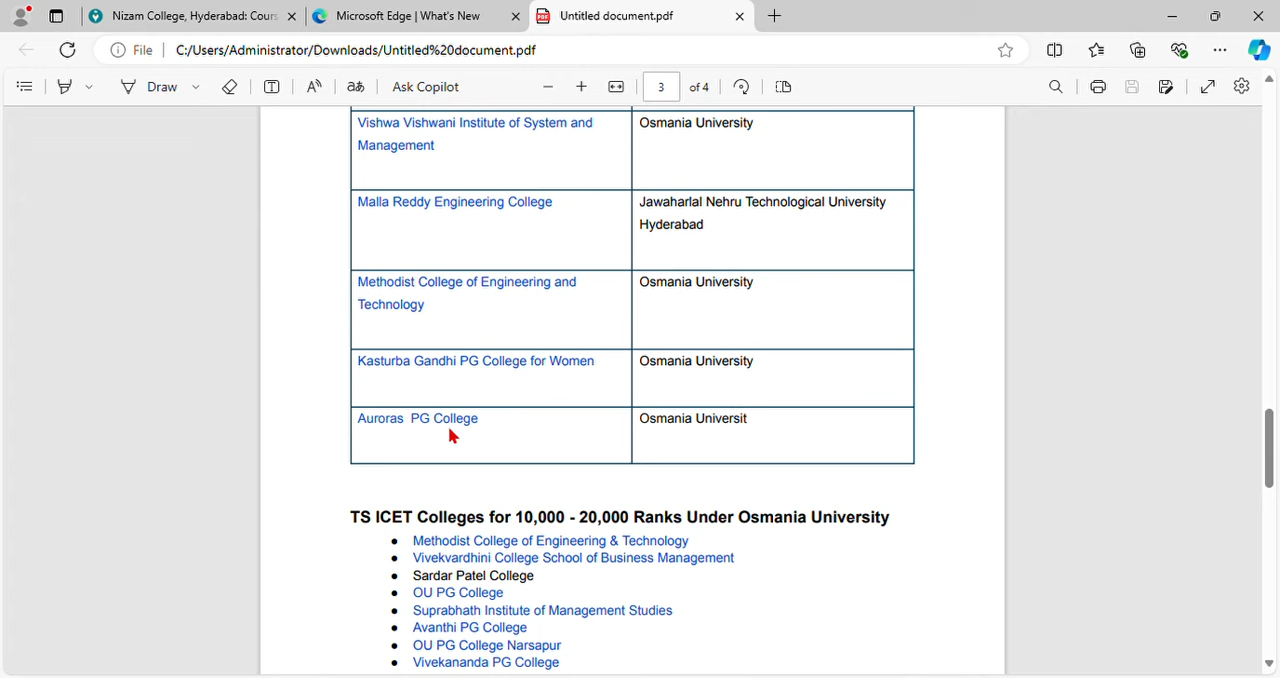 Nizam College, Hyderabad: Cours
Microsoft Edge | What's New
Untitled document.pdf
File
C:/Users/Administrator/Downloads/Untitled%20document.pdf
Draw
aあ
Ask Copilot
3 of 4
Vishwa Vishwani Institute of System and
Management
Osmania University
Malla Reddy Engineering College
Jawaharlal Nehru Technological University
Hyderabad
Methodist College of Engineering and
Technology
Osmania University
Kasturba Gandhi PG College for Women
Osmania University
Auroras PG College
Osmania Universit
TS ICET Colleges for 10,000 - 20,000 Ranks Under Osmania University
Methodist College of Engineering & Technology
Vivekvardhini College School of Business Management
Sardar Patel College
OU PG College
Suprabhath Institute of Management Studies
Avanthi PG College
OU PG College Narsapur
Vivekananda PG College